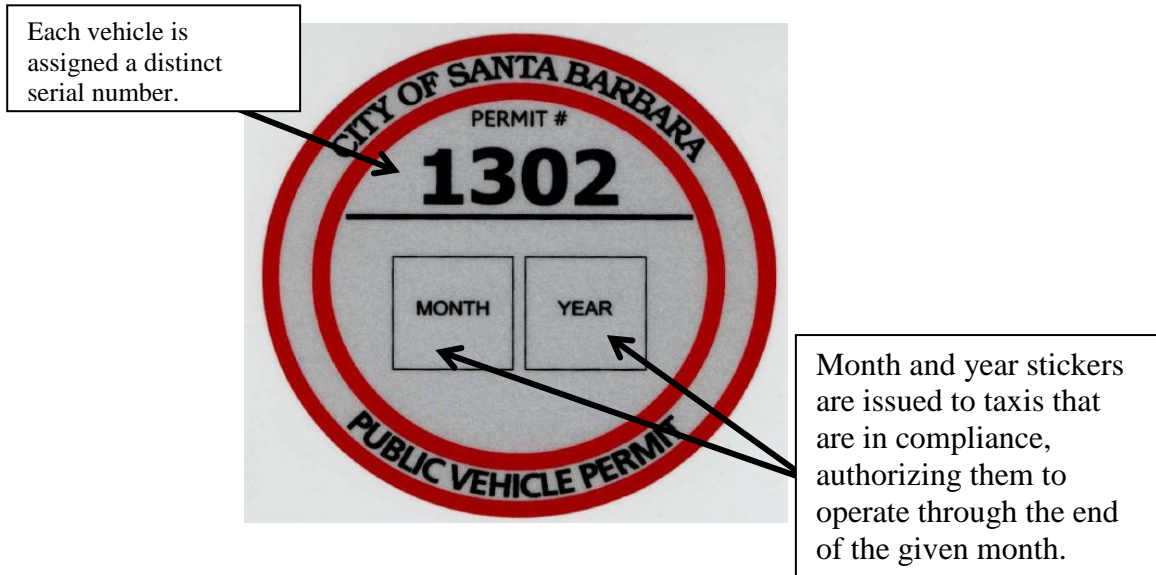 Each vehicle is
assigned a distinct
serial number.
CITY OF SANTA BARBARA
PERMIT #
1302
MONTH
YEAR
PUBLIC VEHICLE PERMIT
Month and year stickers
are issued to taxis that
are in compliance,
authorizing them to
operate through the end
of the given month.